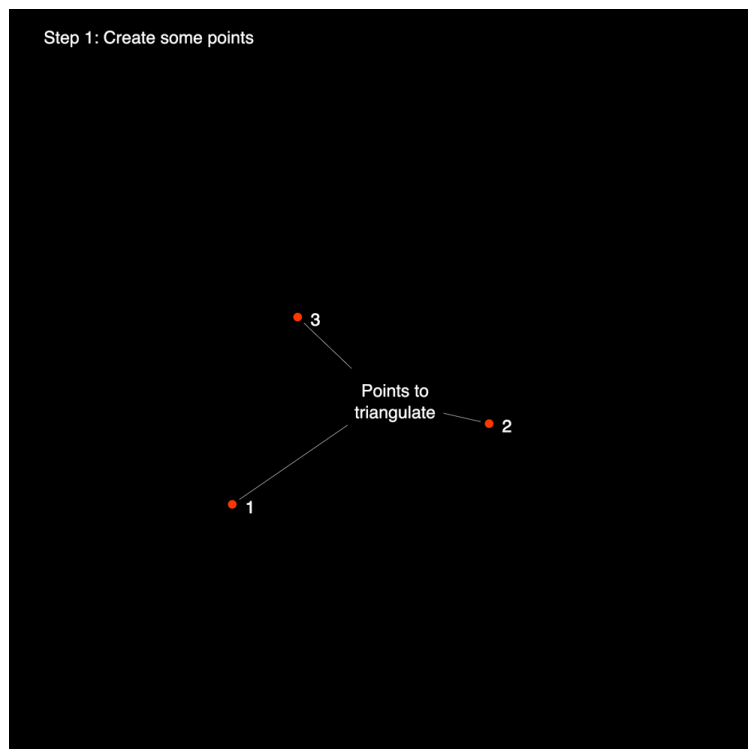 Step 1: Create some points
3
Points to
triangulate
2
1